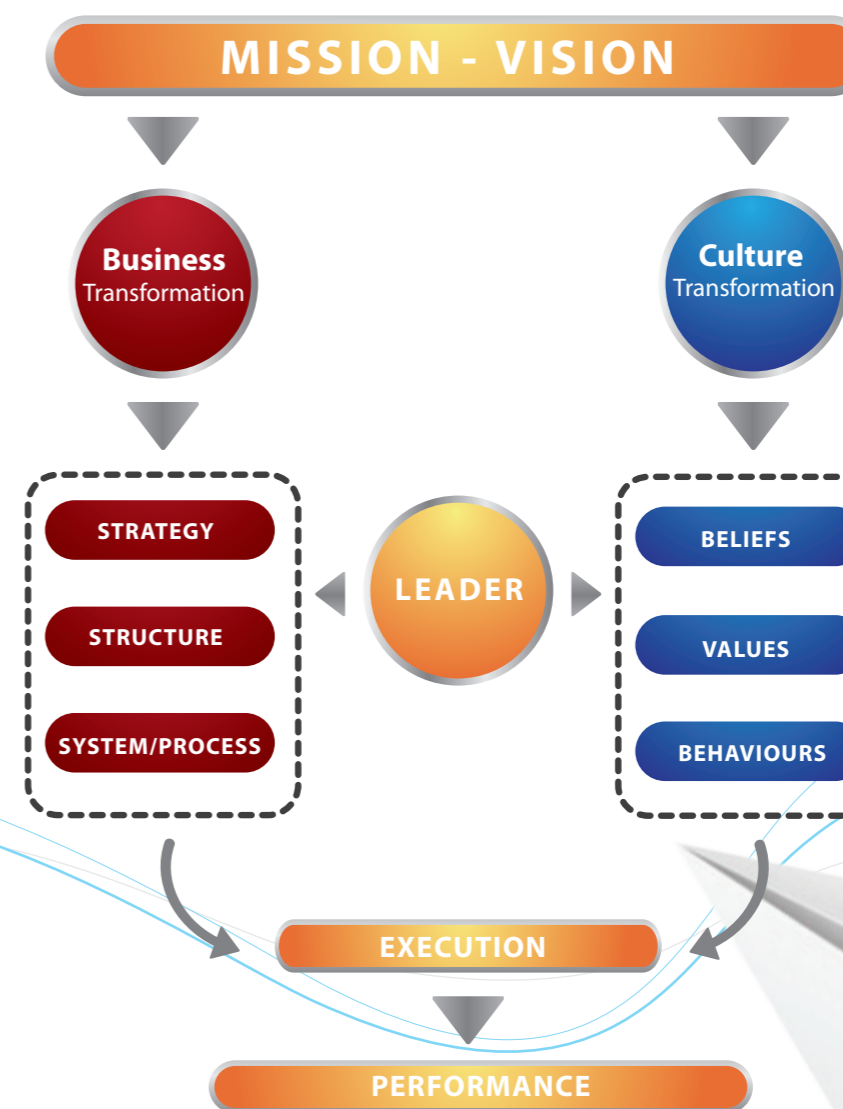 MISSION - VISION
Business
Transformation
Culture
Transformation
STRATEGY
STRUCTURE
SYSTEM/PROCESS
LEADER
BELIEFS
VALUES
BEHAVIOURS
EXECUTION
PERFORMANCE